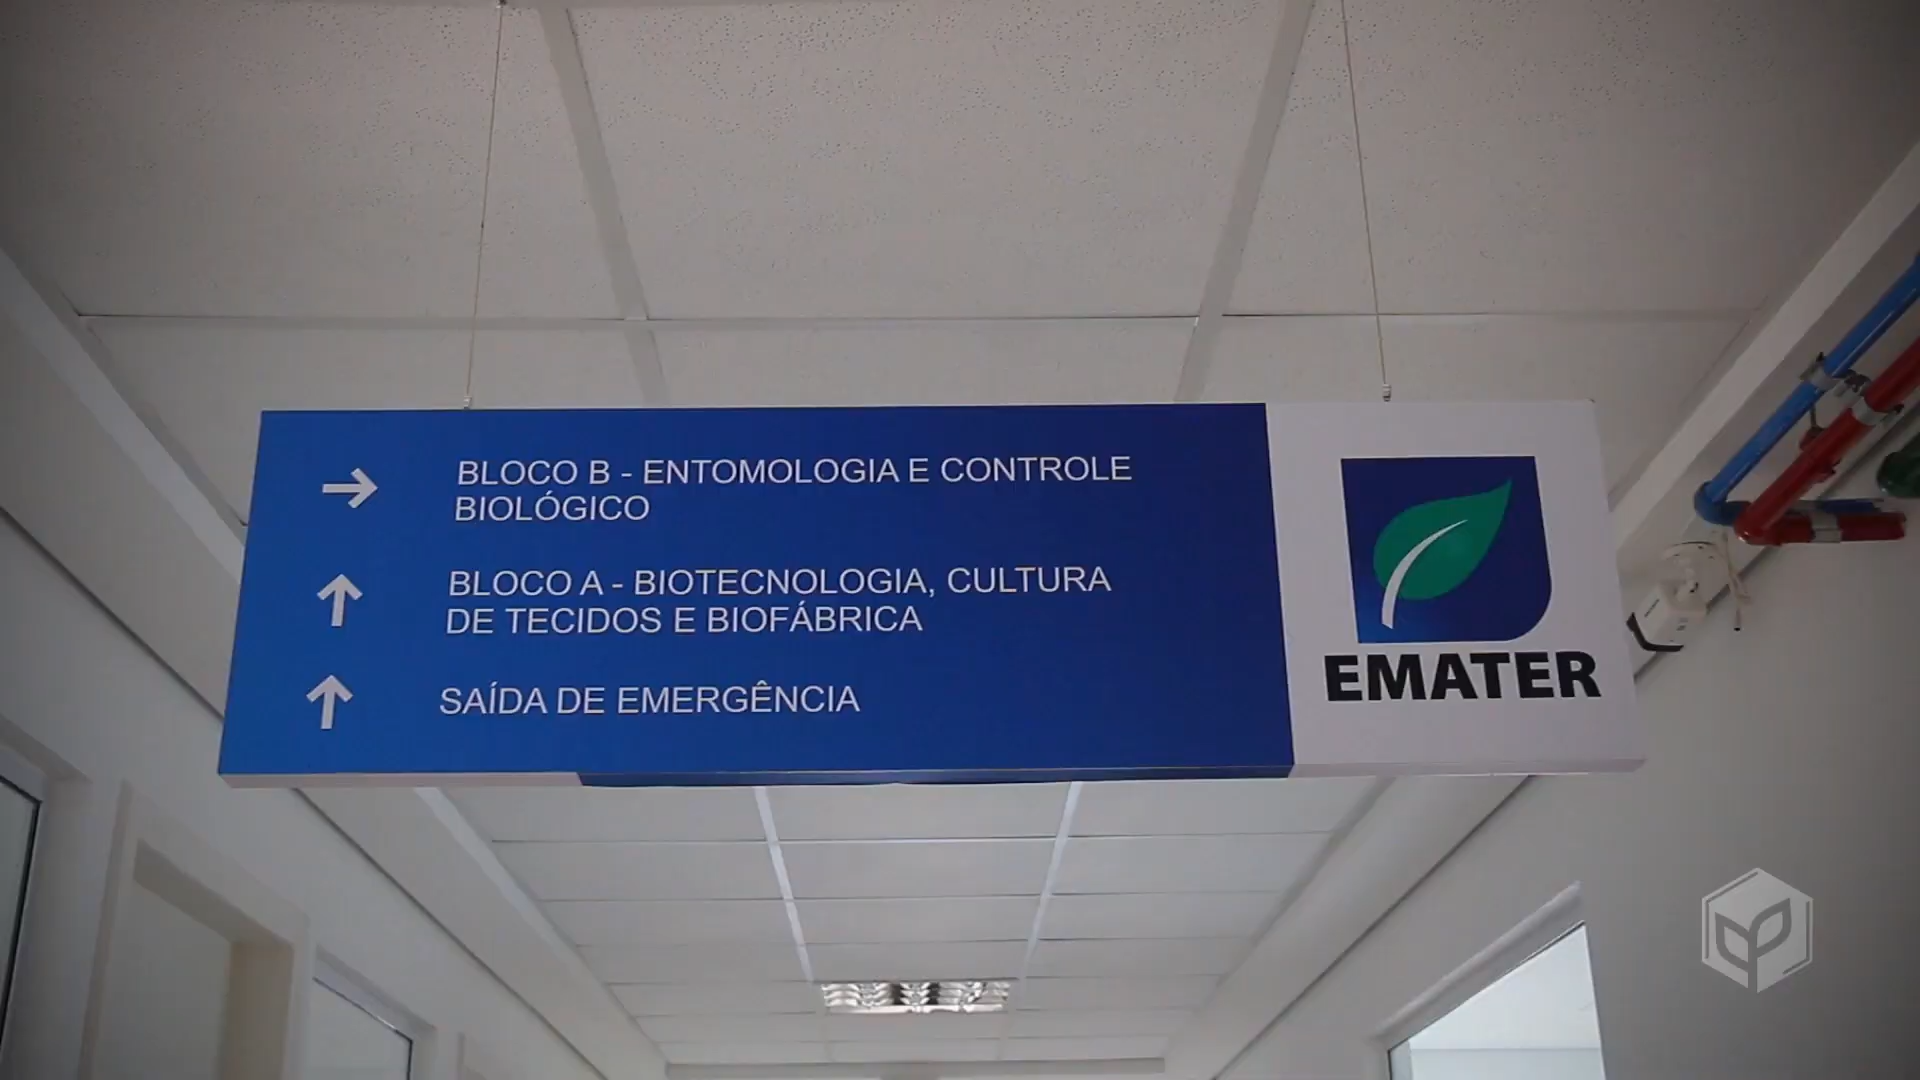 BLOCO B - ENTOMOLOGIA E CONTROLE
BIOLÓGICO
BLOCO A - BIOTECNOLOGIA, CULTURA
DE TECIDOS E BIOFÁBRICA
SAÍDA DE EMERGÊNCIA
EMATER